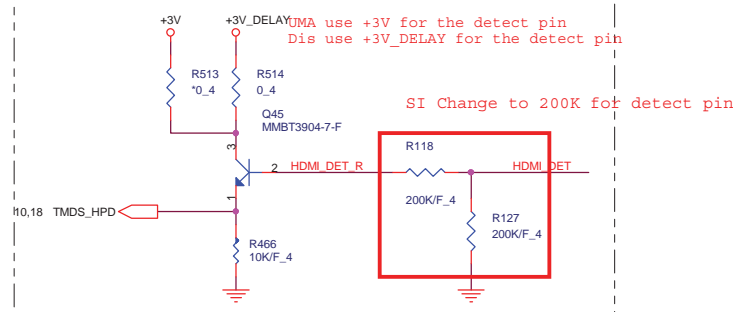 +3V
+3V_DELAY
UMA use +3V for the detect pin
Dis use +3V_DELAY for the detect pin
R513
*0_4
R514
0_4
SI Change to 200K for detect pin
Q45
MMBT3904-7-F
3
2
1
HDMI_DET_R
R118
200K/F_4
HDMI_DET
R127
200K/F_4
10,18 TMDS_HPD
R466
10K/F_4